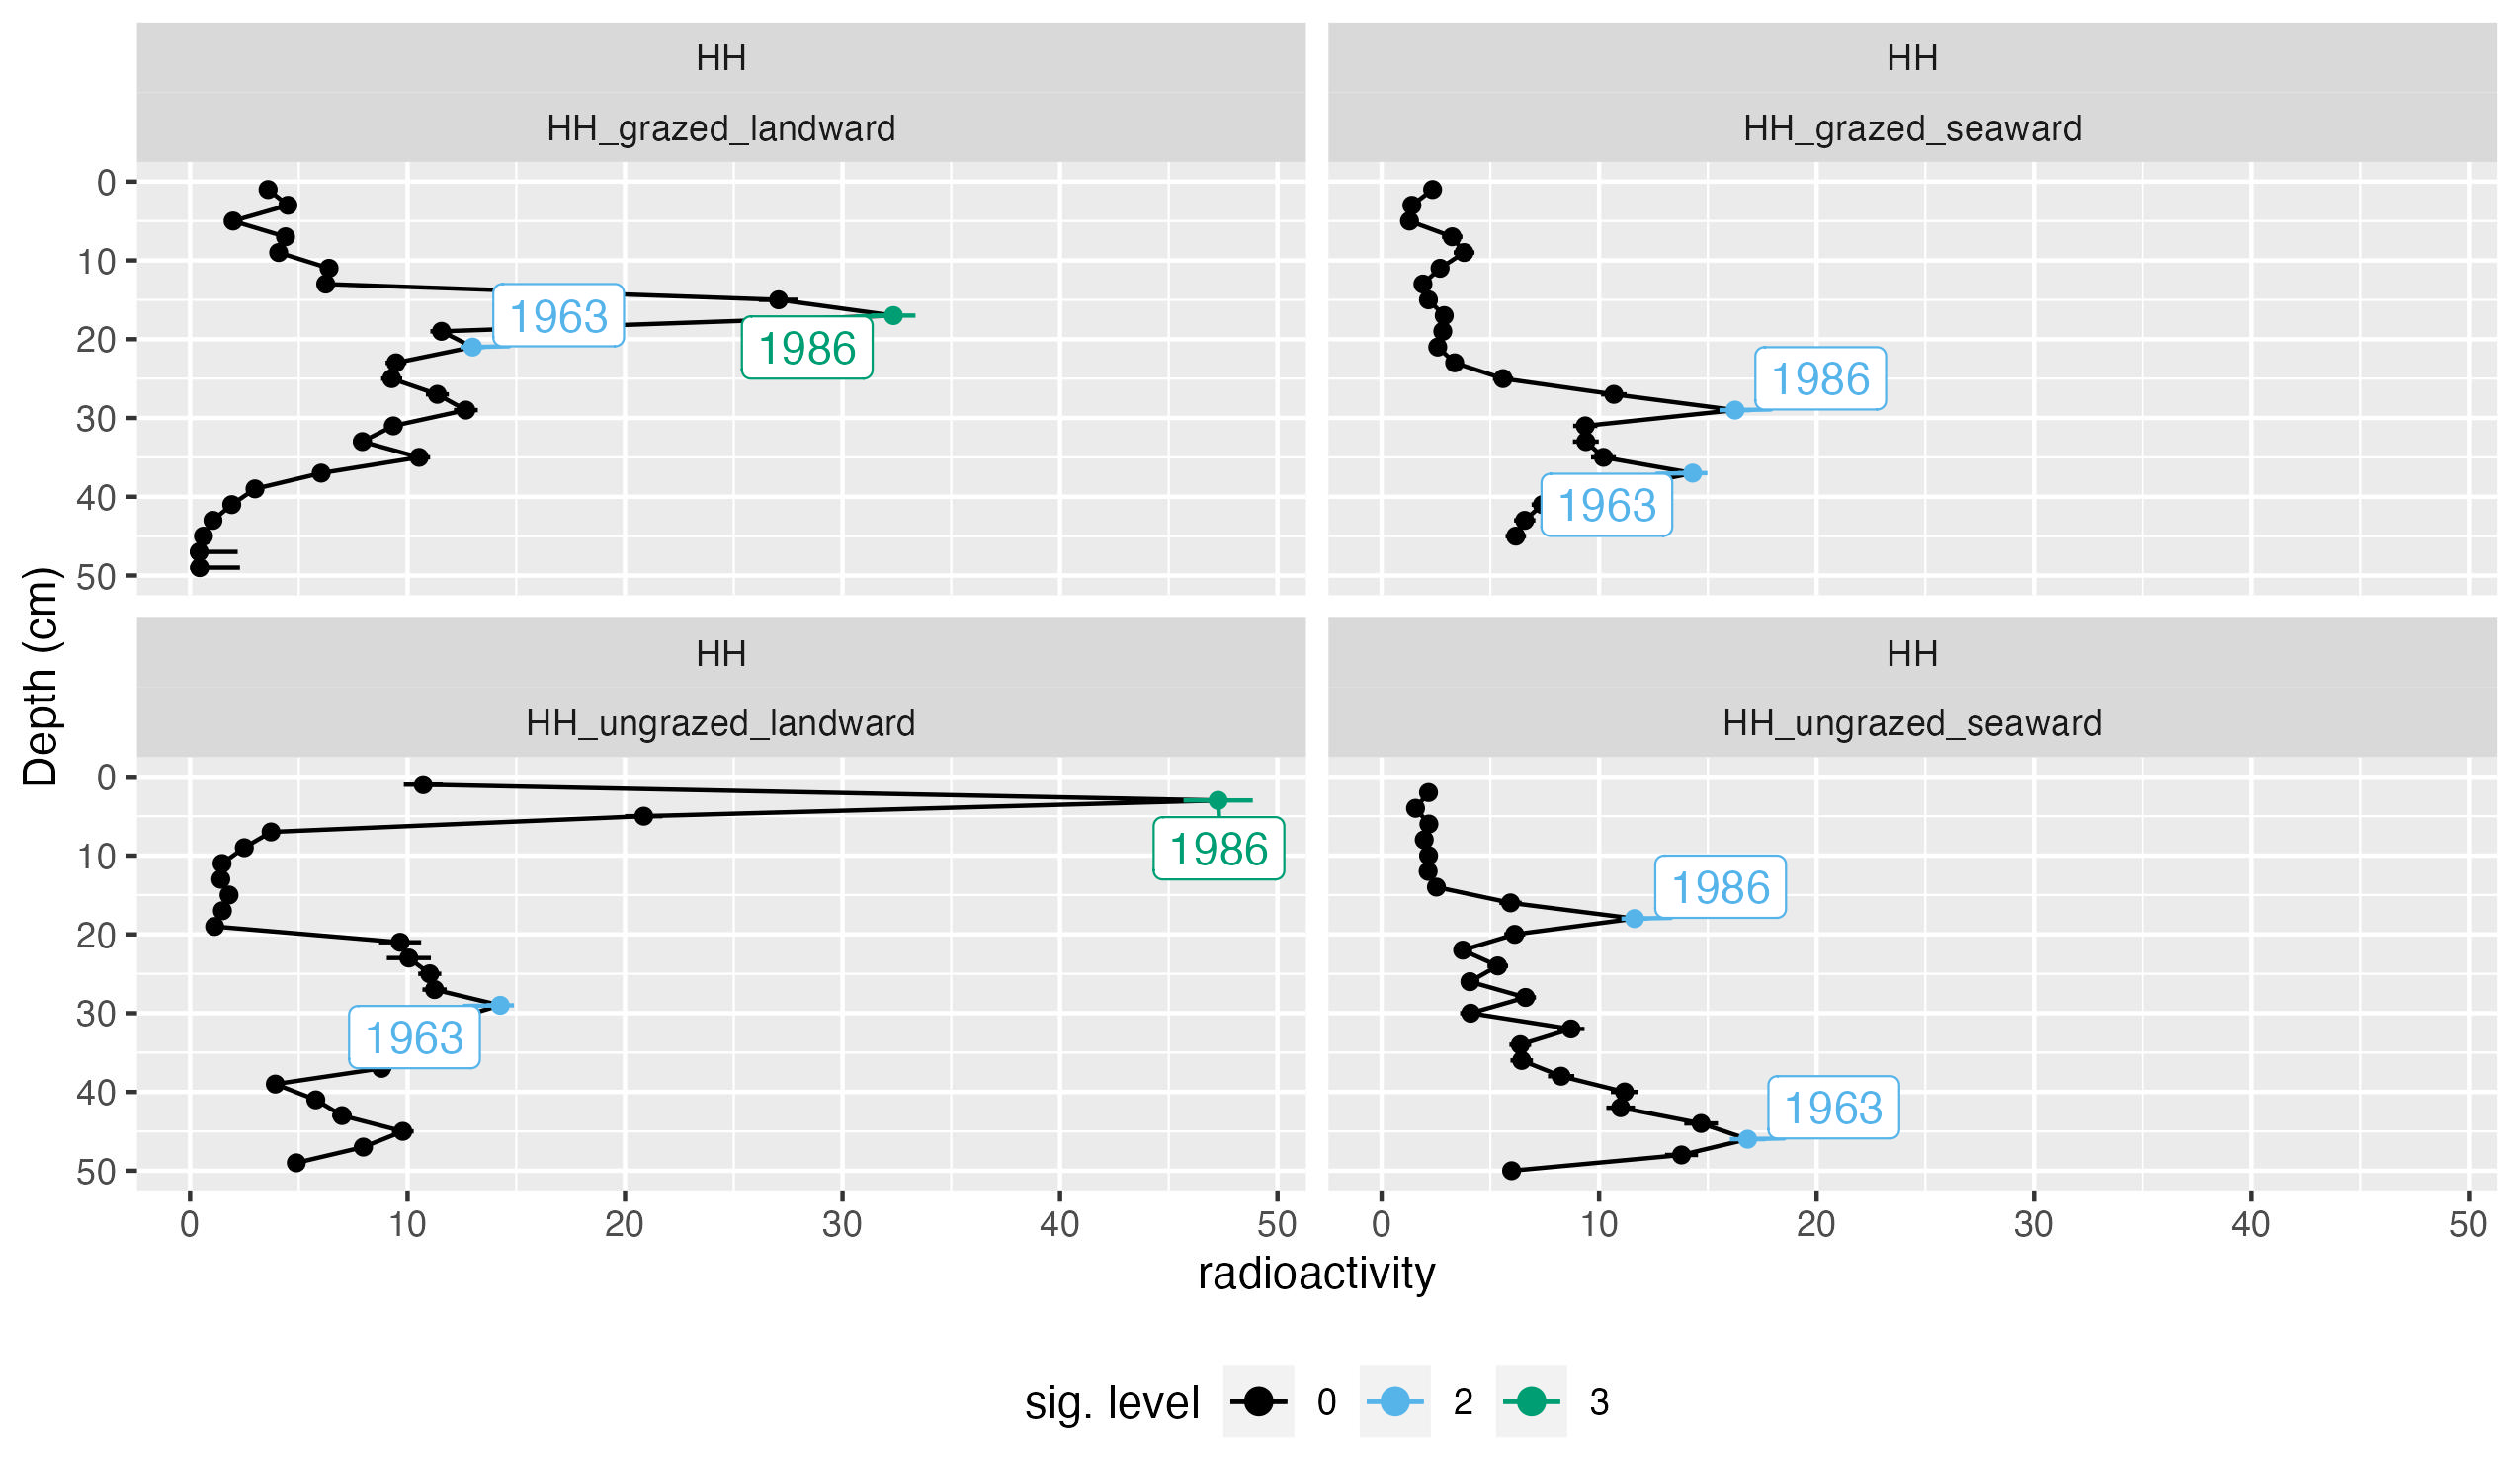 HH
HH
HH_grazed_landward
HH_grazed_seaward
0
10
20
30
40
50
1963
1986
1986
1963
HH
HH
HH_ungrazed_landward
HH_ungrazed_seaward
0
10
20
30
40
50
1986
1963
1986
1963
Depth (cm)
0 10 20 30 40 50
0 10 20 30 40 50
radioactivity
sig. level 0 2 3